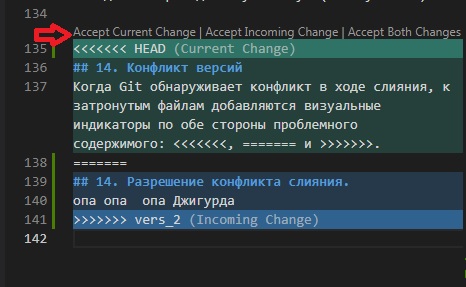 134
Accept Current Change | Accept Incoming Change | Accept Both Changes
135 <<<<<<< HEAD (Current Change)
136 ## 14. Конфликт версий
137 Когда Git обнаруживает конфликт в ходе слияния, к
затронутым файлам добавляются визуальные
индикаторы по обе стороны проблемного
содержимого: <<<<<<<, ======= и >>>>>>>.
138 =======
139 ## 14. Разрешение конфликта слияния.
140 опа опа  опа Джигурда
141 >>>>>>> vers_2 (Incoming Change)
142